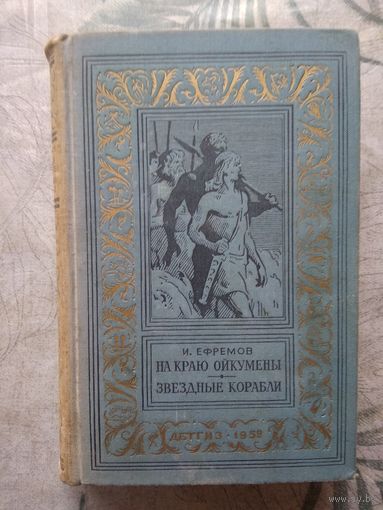 И. ЕФРЕМОВ
НА КРАЮ ОЙКУМЕНЫ
ЗВЕЗДНЫЕ КОРАБЛИ
ДЕТГИЗ · 1959